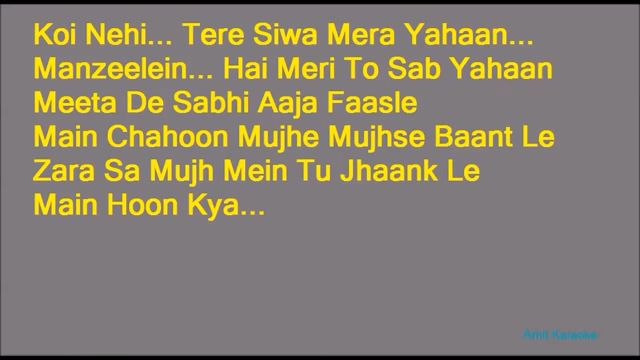 Koi Nehi... Tere Siwa Mera Yahaan...
Manzeelein... Hai Meri To Sab Yahaan
Meeta De Sabhi Aaja Faasle
Main Chahoon Mujhe Mujhse Baant Le
Zara Sa Mujh Mein Tu Jhaank Le
Main Hoon Kya...
Amit Karaoke